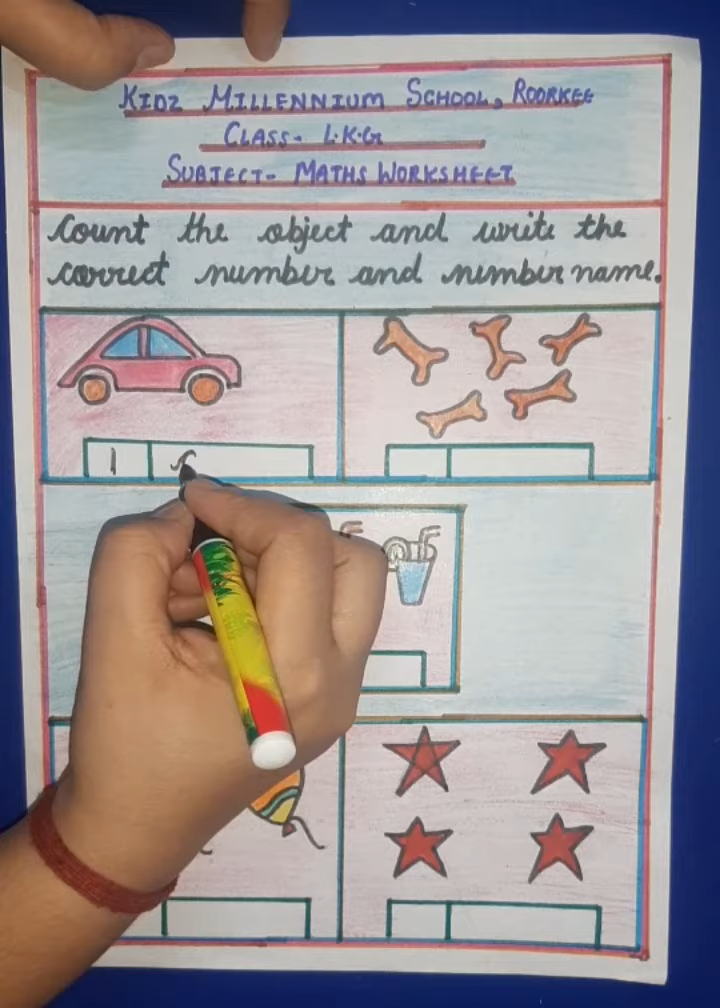 KIDZ MILLENNIUM SCHOOL, ROORKEE
CLASS- L.K.G
SUBJECT- MATHS WORKSHEET
Count the object and write the
correct number and nember name.
1